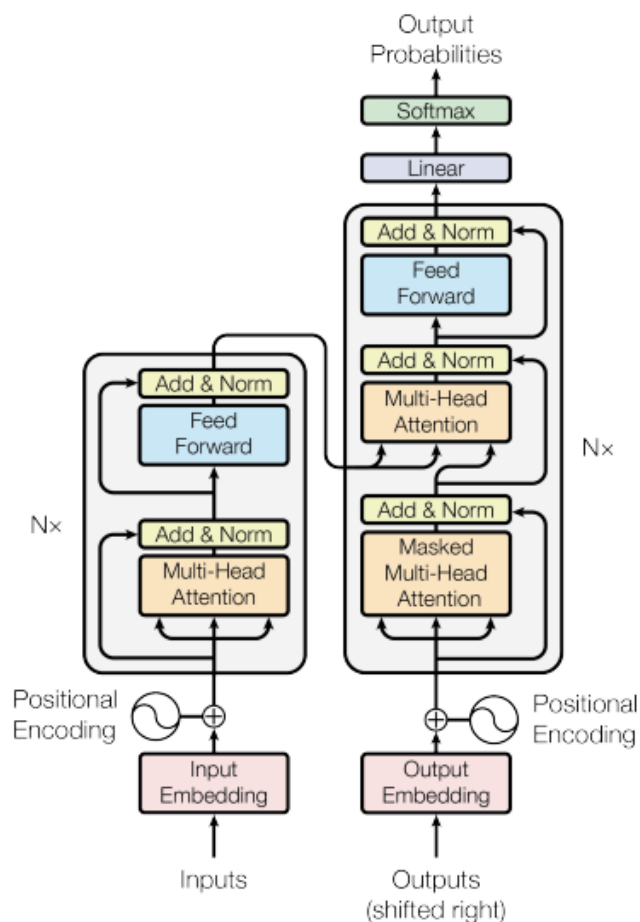 Output
Probabilities
Softmax
Linear
Add & Norm
Feed
Forward
Add & Norm
Multi-Head
Attention
Add & Norm
Masked
Multi-Head
Attention
Nx
Add & Norm
Feed
Forward
Add & Norm
Multi-Head
Attention
Nx
Positional
Encoding
Positional
Encoding
Input
Embedding
Output
Embedding
Inputs
Outputs
(shifted right)